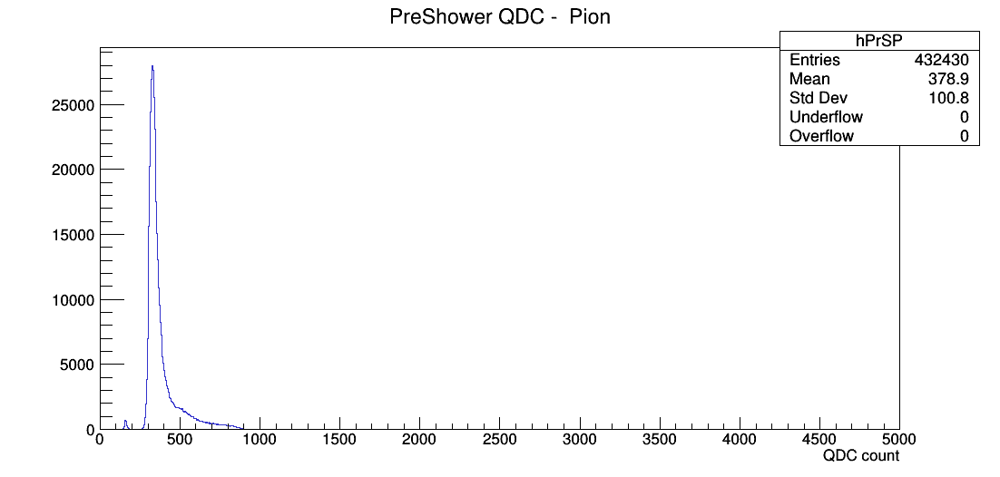 PreShower QDC - Pion
hPrSP
Entries 432430
Mean 378.9
Std Dev 100.8
Underflow 0
Overflow 0
25000
20000
15000
10000
5000
0
0 500 1000 1500 2000 2500 3000 3500 4000 4500 5000
QDC count